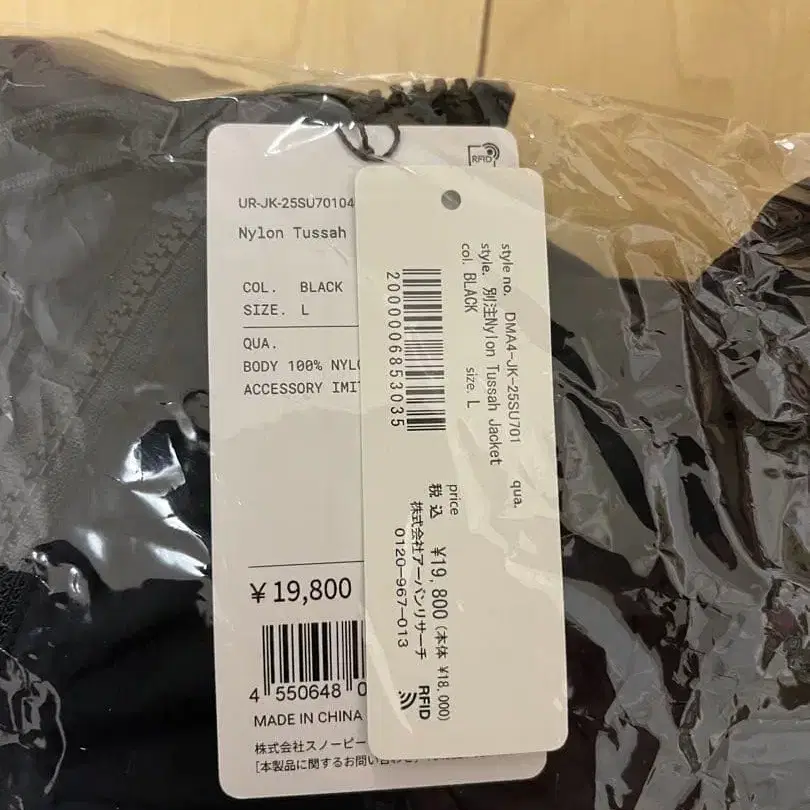 RFID
UR-JK-25SU70104
Nylon Tussah
COL. BLACK
SIZE. L
QUA.
BODY 100% NYL
ACCESSORY IMI
¥19,800
4 550648 0
MADE IN CHINA
株式会社スノーピー
[本製品に関するお問い合わせ
style no. DMA4-JK-25SU701 qua.
style. 別注Nylon Tussah Jacket
col. BLACK size. L
2000006853035
price
税込 ¥19,800 (本体 ¥18,000)
株式会社アーバンリサーチ
0120-967-013
RFID